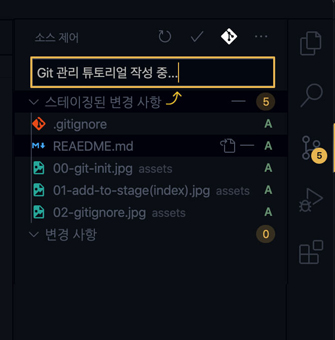 소스 제어
Git 관리 튜토리얼 작성 중...
스테이징된 변경 사항 5
.gitignore A
REAEDME.md A
00-git-init.jpg assets A
01-add-to-stage(index).jpg assets A
02-gitignore.jpg assets A
변경 사항 0
5